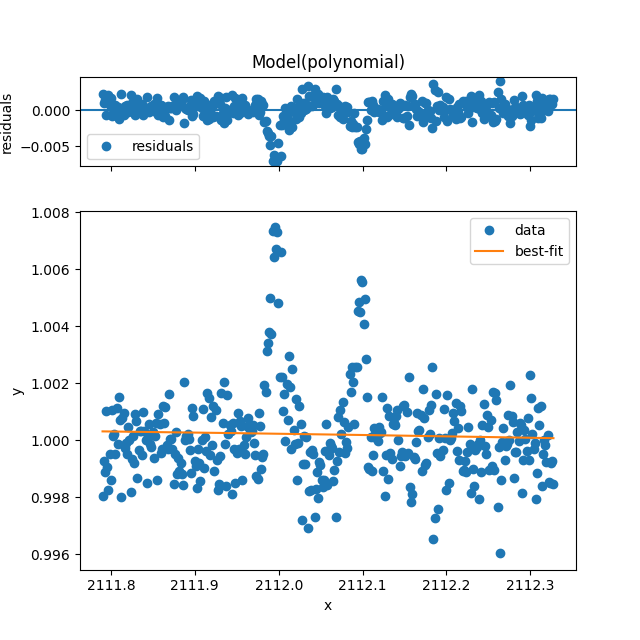 Model(polynomial)
residuals
0.000
−0.005
residuals
1.008
1.006
1.004
1.002
1.000
0.998
0.996
y
data
best-fit
2111.8 2111.9 2112.0 2112.1 2112.2 2112.3
x